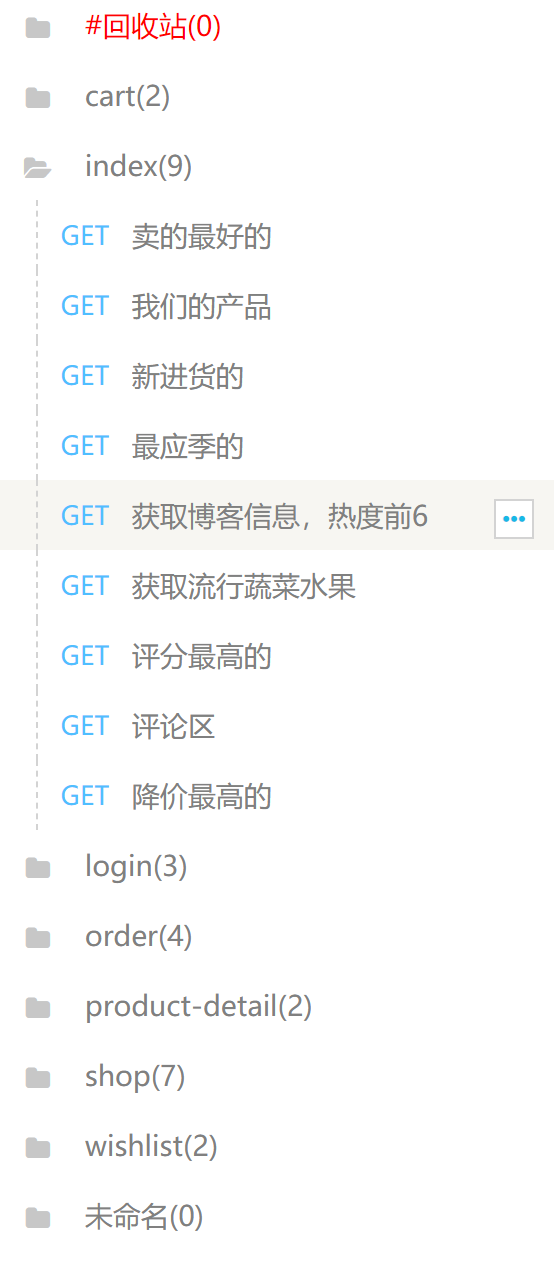 #回收站(0)
cart(2)
index(9)
GET 卖的最好的
GET 我们的产品
GET 新进货的
GET 最应季的
GET 获取博客信息，热度前6
GET 获取流行蔬菜水果
GET 评分最高的
GET 评论区
GET 降价最高的
login(3)
order(4)
product-detail(2)
shop(7)
wishlist(2)
未命名(0)